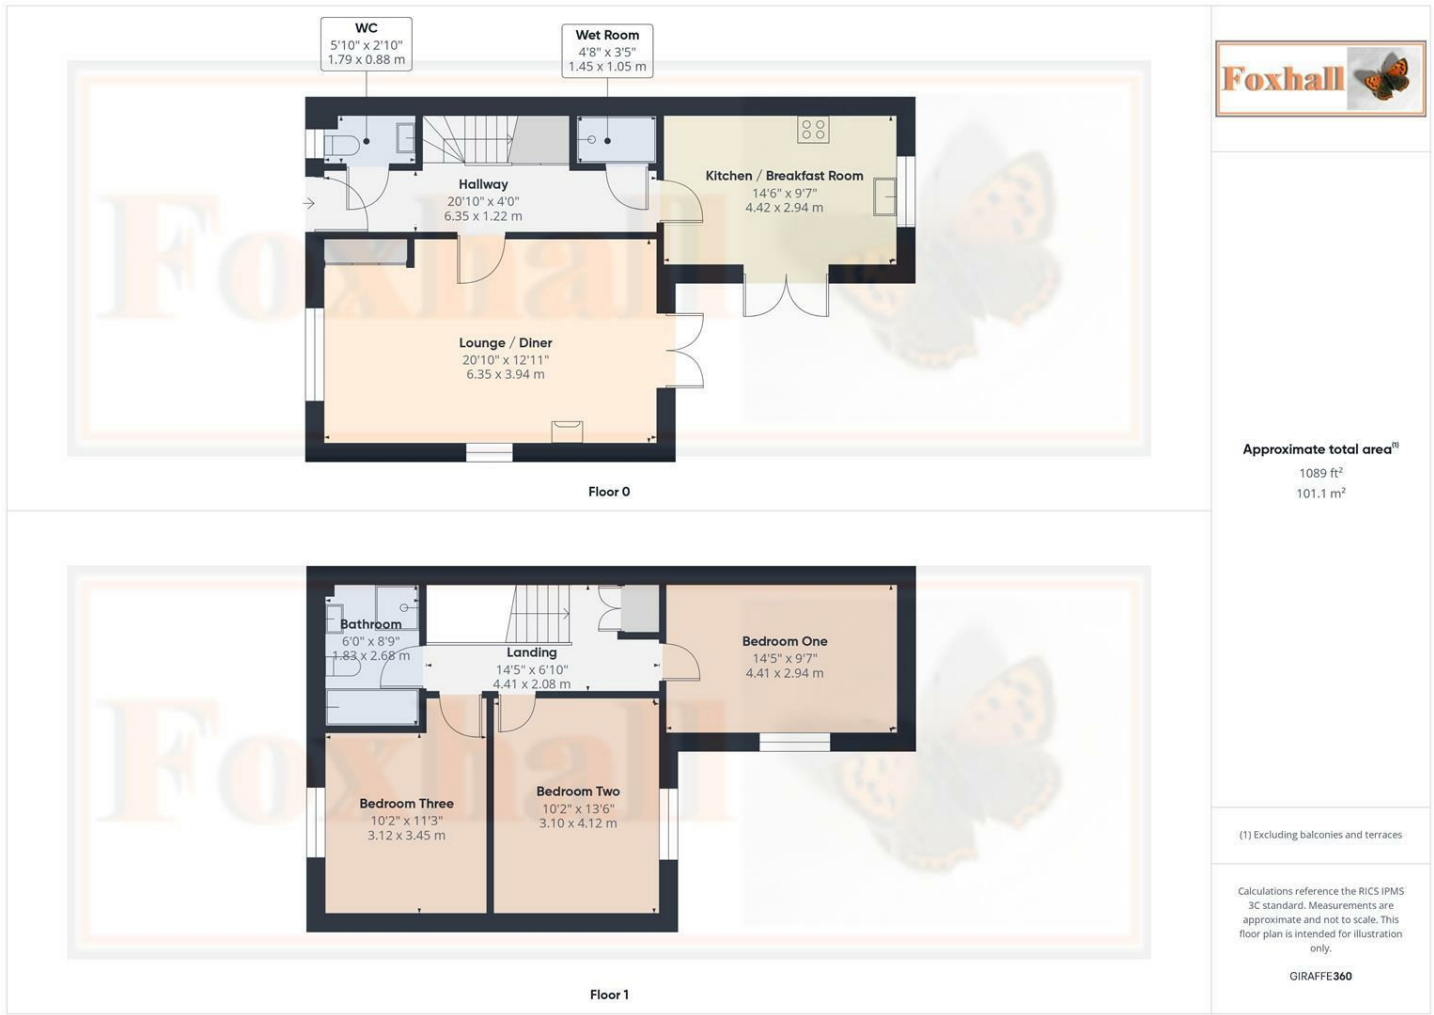 WC
5'10" x 2'10"
1.79 x 0.88 m
Wet Room
4'8" x 3'5"
1.45 x 1.05 m
Foxhall
Kitchen / Breakfast Room
14'6" x 9'7"
4.42 x 2.94 m
Hallway
20'10" x 4'0"
6.35 x 1.22 m
Foxhall
Lounge / Diner
20'10" x 12'11"
6.35 x 3.94 m
Floor 0
Approximate total area(1)
1089 ft²
101.1 m²
Bathroom
6'0" x 8'9"
1.83 x 2.68 m
Landing
14'5" x 6'10"
4.41 x 2.08 m
Bedroom One
14'5" x 9'7"
4.41 x 2.94 m
Foxhall
Bedroom Three
10'2" x 11'3"
3.12 x 3.45 m
Bedroom Two
10'2" x 13'6"
3.10 x 4.12 m
Floor 1
(1) Excluding balconies and terraces
Calculations reference the RICS IPMS
3C standard. Measurements are
approximate and not to scale. This
floor plan is intended for illustration
only.
GIRAFFE360